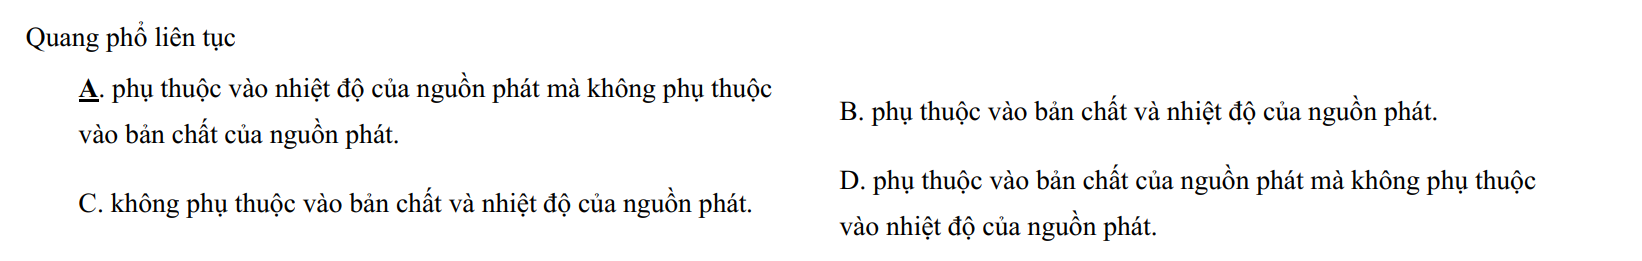 Quang phổ liên tục
A. phụ thuộc vào nhiệt độ của nguồn phát mà không phụ thuộc
vào bản chất của nguồn phát.
B. phụ thuộc vào bản chất và nhiệt độ của nguồn phát.
C. không phụ thuộc vào bản chất và nhiệt độ của nguồn phát.
D. phụ thuộc vào bản chất của nguồn phát mà không phụ thuộc
vào nhiệt độ của nguồn phát.